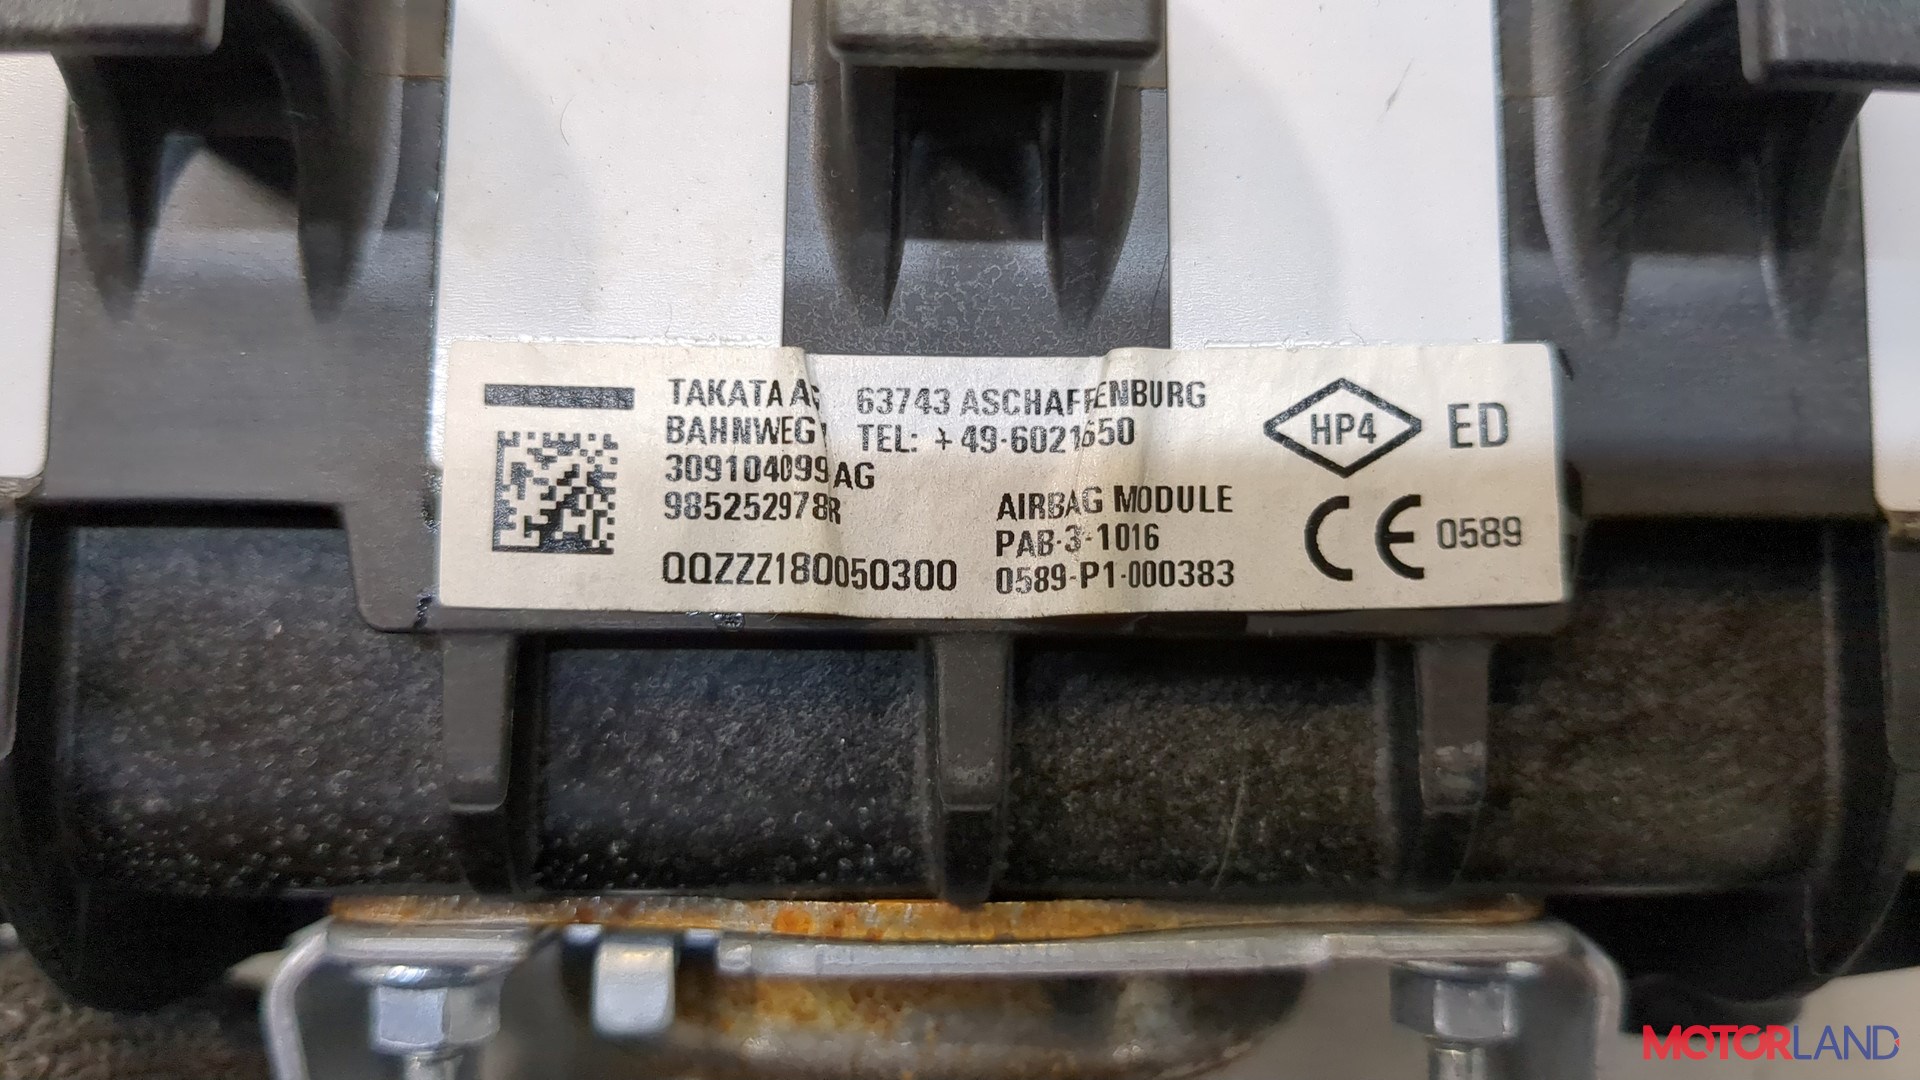 TAKATA AG 63743 ASCHAFFENBURG
BAHNWEG 1 TEL: +49-6021650
309104099AG
985252978R
QQZZZ180050300
AIRBAG MODULE
PAB-3-1016
0589-P1-000383
HP4 ED
CE 0589
MOTORLAND